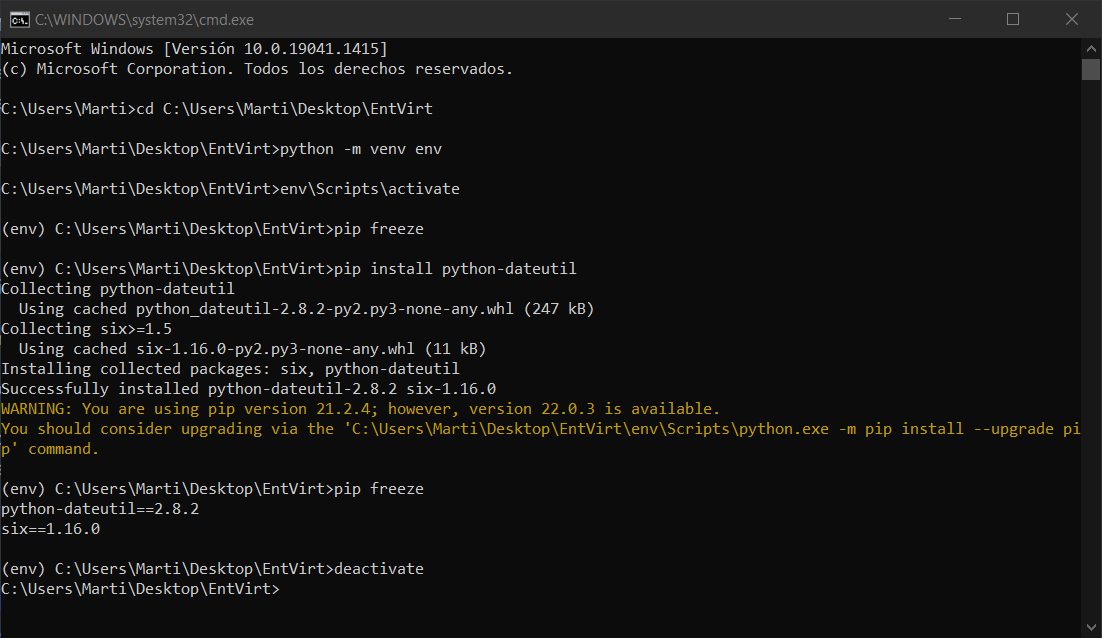 C:\WINDOWS\system32\cmd.exe
Microsoft Windows [Versión 10.0.19041.1415]
(c) Microsoft Corporation. Todos los derechos reservados.
C:\Users\Marti>cd C:\Users\Marti\Desktop\EntVirt
C:\Users\Marti\Desktop\EntVirt>python -m venv env
C:\Users\Marti\Desktop\EntVirt>env\Scripts\activate
(env) C:\Users\Marti\Desktop\EntVirt>pip freeze
(env) C:\Users\Marti\Desktop\EntVirt>pip install python-dateutil
Collecting python-dateutil
  Using cached python_dateutil-2.8.2-py2.py3-none-any.whl (247 kB)
Collecting six>=1.5
  Using cached six-1.16.0-py2.py3-none-any.whl (11 kB)
Installing collected packages: six, python-dateutil
Successfully installed python-dateutil-2.8.2 six-1.16.0
WARNING: You are using pip version 21.2.4; however, version 22.0.3 is available.
You should consider upgrading via the 'C:\Users\Marti\Desktop\EntVirt\env\Scripts\python.exe -m pip install --upgrade pi
p' command.
(env) C:\Users\Marti\Desktop\EntVirt>pip freeze
python-dateutil==2.8.2
six==1.16.0
(env) C:\Users\Marti\Desktop\EntVirt>deactivate
C:\Users\Marti\Desktop\EntVirt>